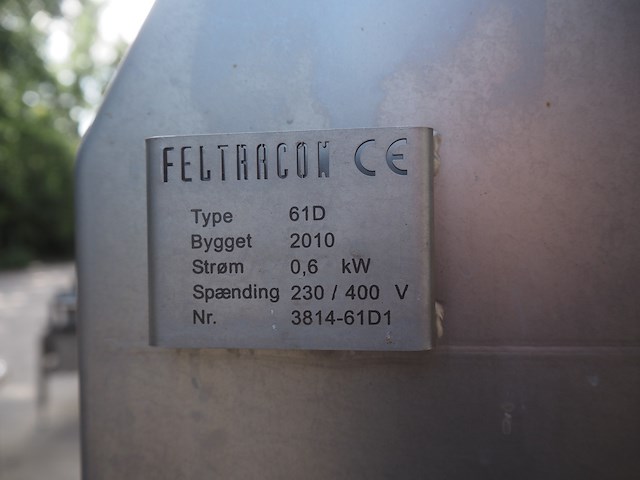 FELTRACON CE
Type 61D
Bygget 2010
Strøm 0,6 kW
Spænding 230 / 400 V
Nr. 3814-61D1